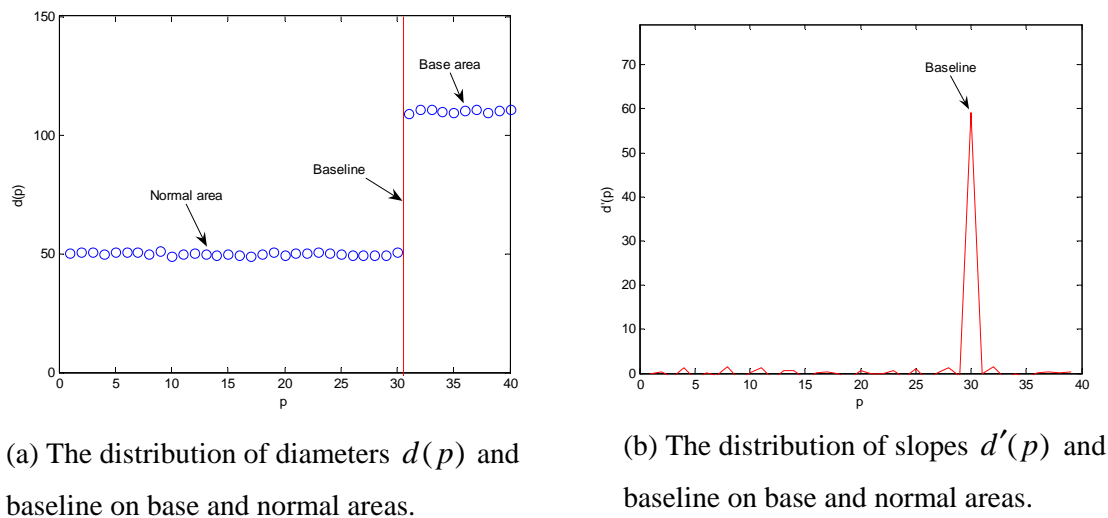 150
100
50
0
d(p)
0 5 10 15 20 25 30 35 40
p
Base area
Baseline
Normal area
(a) The distribution of diameters d(p) and
baseline on base and normal areas.
70
60
50
40
30
20
10
0
d'(p)
0 5 10 15 20 25 30 35 40
p
Baseline
(b) The distribution of slopes d′(p) and
baseline on base and normal areas.